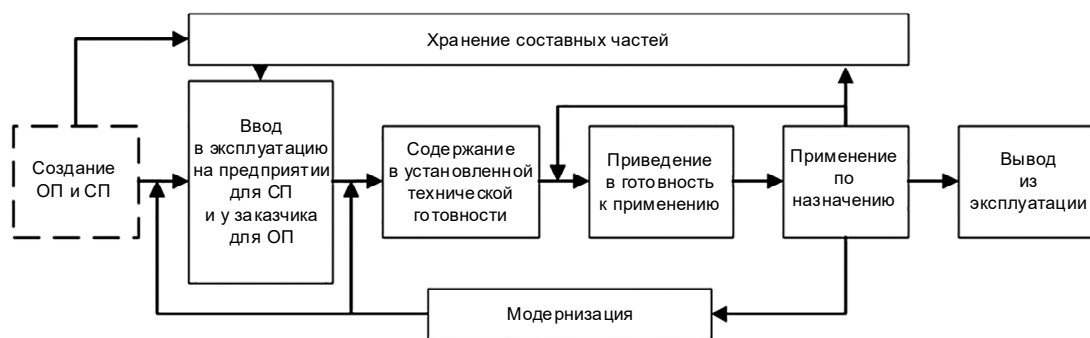 Хранение составных частей
Создание
ОП и СП
Ввод
в эксплуатацию
на предприятии
для СП
и у заказчика
для ОП
Содержание
в установленной
технической
готовности
Приведение
в готовность
к применению
Применение
по
назначению
Вывод
из
эксплуатации
Модернизация